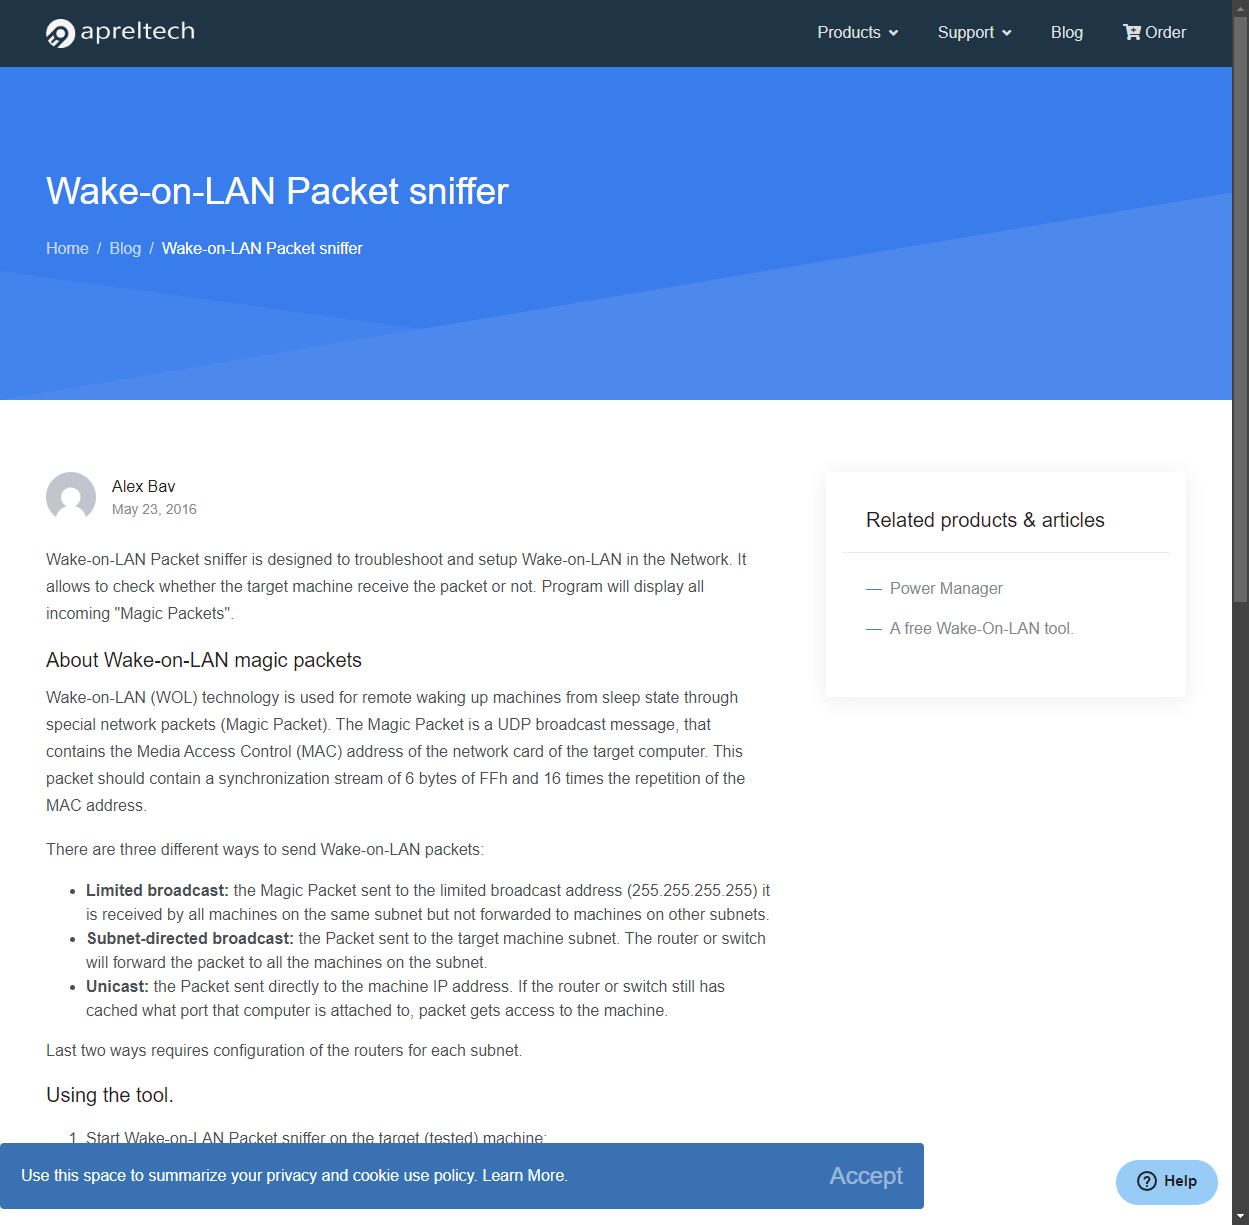 apreltech
Products
Support
Blog
Order
Wake-on-LAN Packet sniffer
Home / Blog / Wake-on-LAN Packet sniffer
Alex Bav
May 23, 2016
Wake-on-LAN Packet sniffer is designed to troubleshoot and setup Wake-on-LAN in the Network. It
allows to check whether the target machine receive the packet or not. Program will display all
incoming "Magic Packets".
About Wake-on-LAN magic packets
Wake-on-LAN (WOL) technology is used for remote waking up machines from sleep state through
special network packets (Magic Packet). The Magic Packet is a UDP broadcast message, that
contains the Media Access Control (MAC) address of the network card of the target computer. This
packet should contain a synchronization stream of 6 bytes of FFh and 16 times the repetition of the
MAC address.
There are three different ways to send Wake-on-LAN packets:
• Limited broadcast: the Magic Packet sent to the limited broadcast address (255.255.255.255) it
is received by all machines on the same subnet but not forwarded to machines on other subnets.
• Subnet-directed broadcast: the Packet sent to the target machine subnet. The router or switch
will forward the packet to all the machines on the subnet.
• Unicast: the Packet sent directly to the machine IP address. If the router or switch still has
cached what port that computer is attached to, packet gets access to the machine.
Last two ways requires configuration of the routers for each subnet.
Using the tool.
1. Start Wake-on-LAN Packet sniffer on the target (tested) machine:
Related products & articles
— Power Manager
— A free Wake-On-LAN tool.
Use this space to summarize your privacy and cookie use policy. Learn More.
Accept
Help